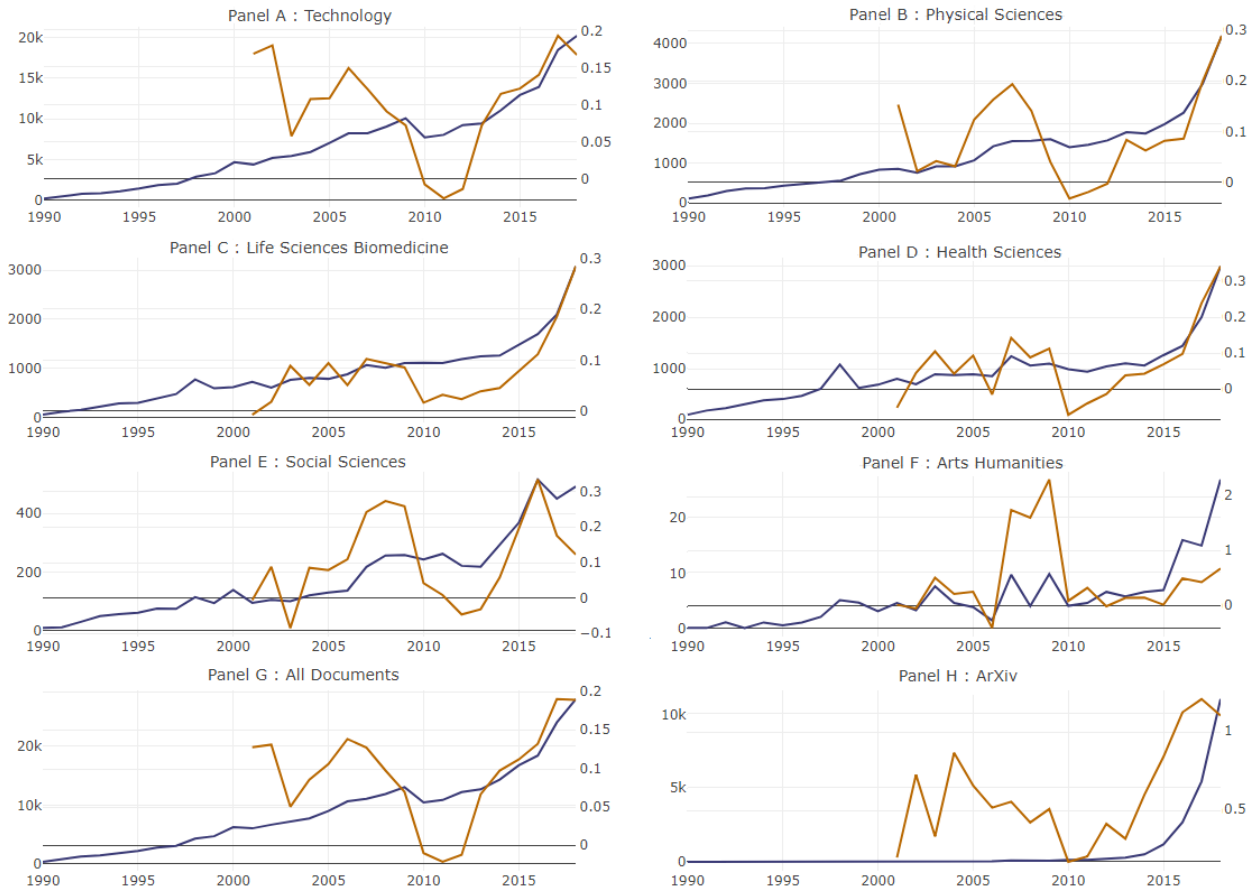 Panel A : Technology
20k
15k
10k
5k
0
0.2
0.15
0.1
0.05
0
1990 1995 2000 2005 2010 2015
Panel B : Physical Sciences
4000
3000
2000
1000
0
0.3
0.2
0.1
0
1990 1995 2000 2005 2010 2015
Panel C : Life Sciences Biomedicine
3000
2000
1000
0
0.3
0.2
0.1
0
1990 1995 2000 2005 2010 2015
Panel D : Health Sciences
3000
2000
1000
0
0.3
0.2
0.1
0
1990 1995 2000 2005 2010 2015
Panel E : Social Sciences
400
200
0
0.3
0.2
0.1
0
−0.1
1990 1995 2000 2005 2010 2015
Panel F : Arts Humanities
20
10
0
2
1
0
1990 1995 2000 2005 2010 2015
Panel G : All Documents
20k
10k
0
0.2
0.15
0.1
0.05
0
1990 1995 2000 2005 2010 2015
Panel H : ArXiv
10k
5k
0
1
0.5
1990 1995 2000 2005 2010 2015